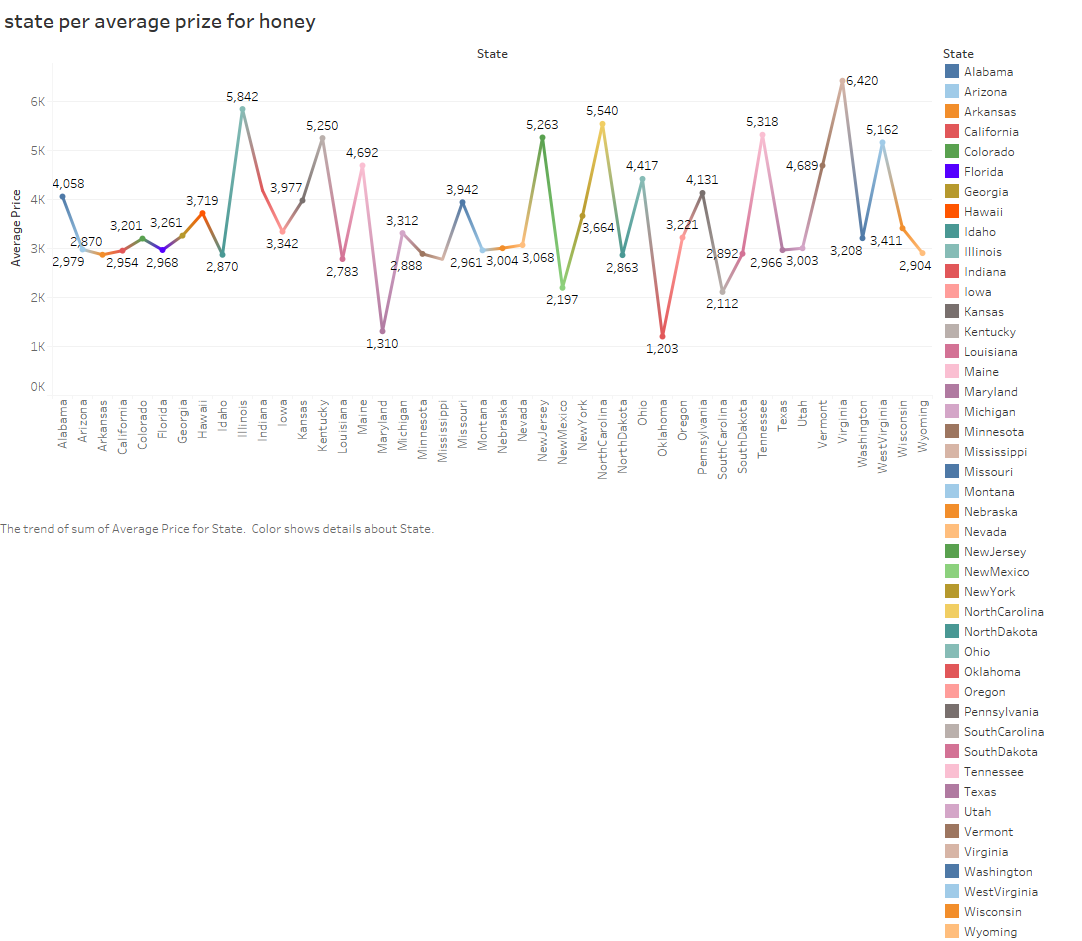 state per average prize for honey
State
State
Average Price
6K
5K
4K
3K
2K
1K
0K
4,058
2,979
2,870
2,954
3,201
2,968
3,261
3,719
2,870
5,842
3,342
3,977
5,250
2,783
4,692
1,310
3,312
2,888
3,942
2,961
3,004
3,068
5,263
2,197
3,664
5,540
2,863
4,417
1,203
3,221
4,131
2,112
2,892
5,318
2,966
3,003
4,689
6,420
3,208
5,162
3,411
2,904
Alabama
Arizona
Arkansas
California
Colorado
Florida
Georgia
Hawaii
Idaho
Illinois
Indiana
Iowa
Kansas
Kentucky
Louisiana
Maine
Maryland
Michigan
Minnesota
Mississippi
Missouri
Montana
Nebraska
Nevada
NewJersey
NewMexico
NewYork
NorthCarolina
NorthDakota
Ohio
Oklahoma
Oregon
Pennsylvania
SouthCarolina
SouthDakota
Tennessee
Texas
Utah
Vermont
Virginia
Washington
WestVirginia
Wisconsin
Wyoming
Alabama
Arizona
Arkansas
California
Colorado
Florida
Georgia
Hawaii
Idaho
Illinois
Indiana
Iowa
Kansas
Kentucky
Louisiana
Maine
Maryland
Michigan
Minnesota
Mississippi
Missouri
Montana
Nebraska
Nevada
NewJersey
NewMexico
NewYork
NorthCarolina
NorthDakota
Ohio
Oklahoma
Oregon
Pennsylvania
SouthCarolina
SouthDakota
Tennessee
Texas
Utah
Vermont
Virginia
Washington
WestVirginia
Wisconsin
Wyoming
The trend of sum of Average Price for State. Color shows details about State.